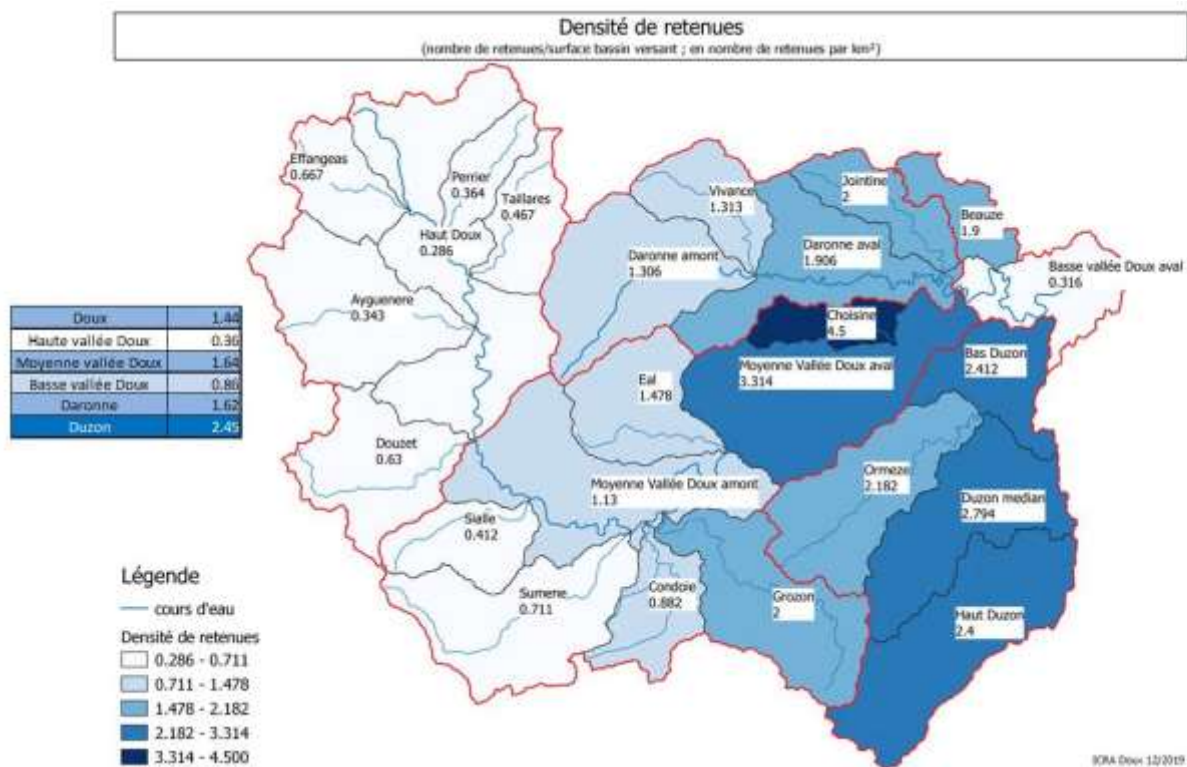 Densité de retenues
(nombre de retenues/surface bassin versant ; en nombre de retenues par km²)
Effangeas
0.667
Perrier
0.364
Taillares
0.467
Haut Doux
0.286
Vivance
1.313
Jointine
2
Beauze
1.9
Daronne amont
1.306
Daronne aval
1.906
Basse vallée Doux aval
0.316
Ayguenere
0.343
Choisine
4.5
Doux 1.44
Haute vallée Doux 0.36
Moyenne vallée Doux 1.64
Basse vallée Doux 0.86
Daronne 1.62
Duzon 2.45
Moyenne Vallée Doux aval
3.314
Bas Duzon
2.412
Eal
1.478
Douzet
0.63
Ormeze
2.182
Moyenne Vallée Doux amont
1.13
Duzon median
2.794
Sialle
0.412
Sumene
0.711
Condoie
0.882
Grozon
2
Haut Duzon
2.4
Légende
cours d'eau
Densité de retenues
0.286 - 0.711
0.711 - 1.478
1.478 - 2.182
2.182 - 3.314
3.314 - 4.500
ICRA Doux 12/2019